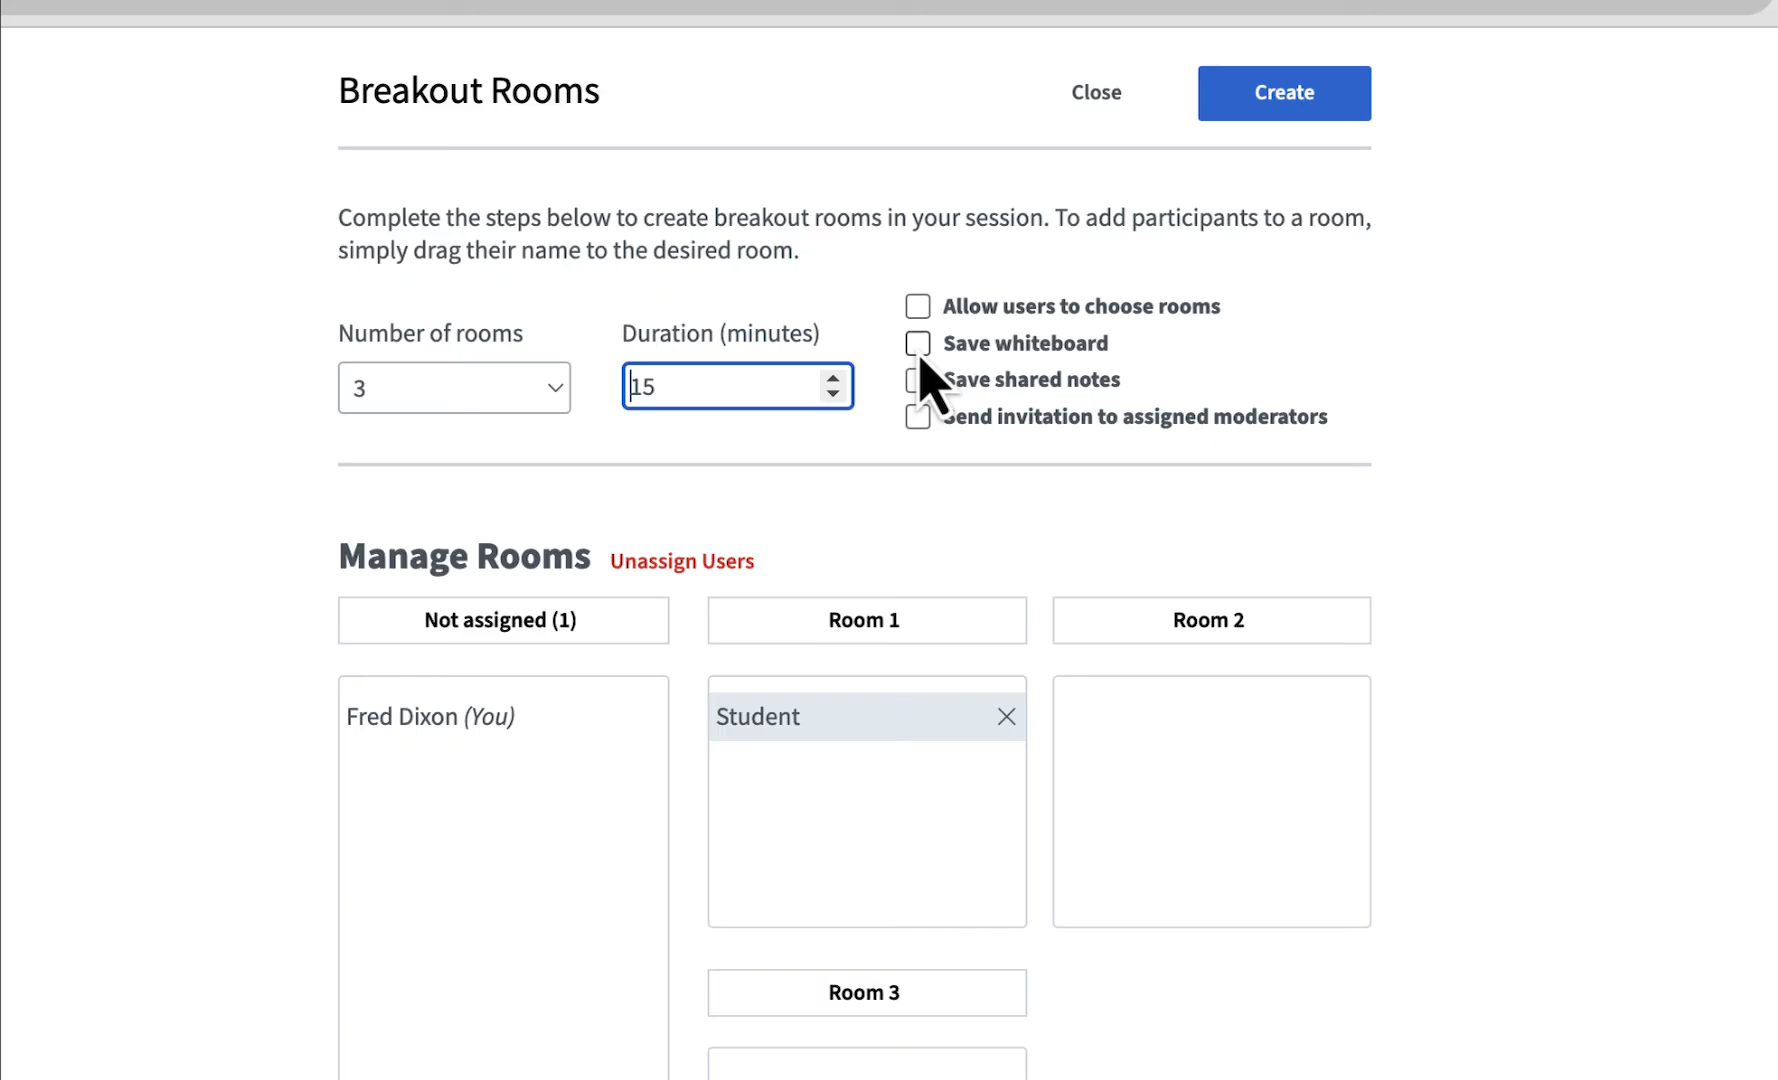 Breakout Rooms
Close
Create
Complete the steps below to create breakout rooms in your session. To add participants to a room,
simply drag their name to the desired room.
Number of rooms
3
Duration (minutes)
15
Allow users to choose rooms
Save whiteboard
Save shared notes
Send invitation to assigned moderators
Manage Rooms
Unassign Users
Not assigned (1)
Room 1
Room 2
Fred Dixon (You)
Student
Room 3